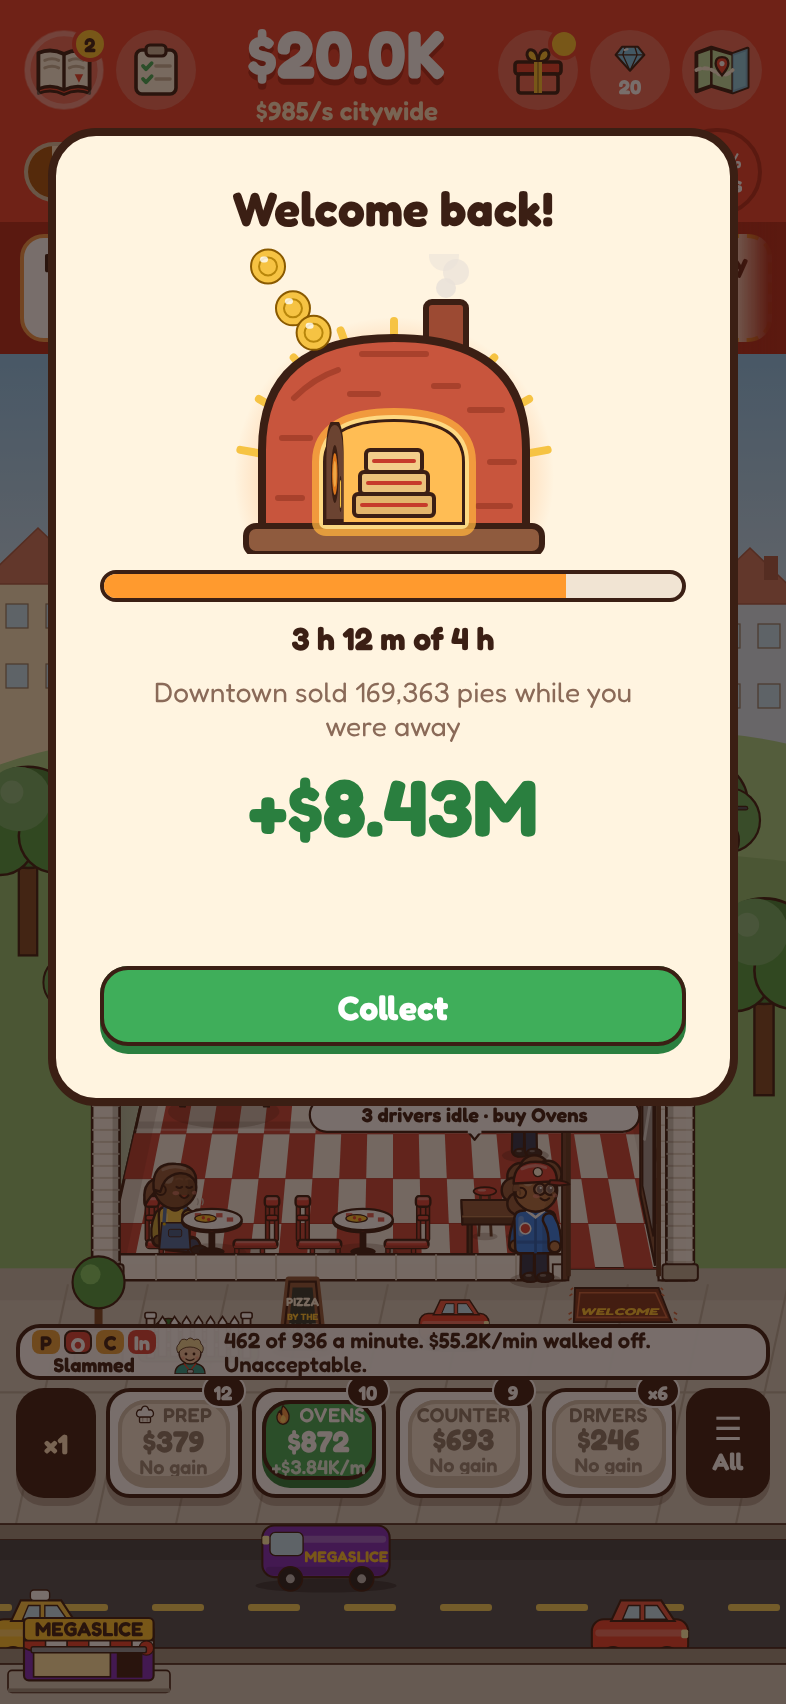 2
$20.0K
$985/s citywide
20
Welcome back!
3 h 12 m of 4 h
Downtown sold 169,363 pies while you
were away
+$8.43M
Collect
3 drivers idle · buy Ovens
PIZZA
BY THE
WELCOME
P O C In
Slammed
462 of 936 a minute. $55.2K/min walked off.
Unacceptable.
x1
12
PREP
$379
No gain
10
OVENS
$872
+$3.84K/m
9
COUNTER
$693
No gain
x6
DRIVERS
$246
No gain
All
MEGASLICE
MEGASLICE